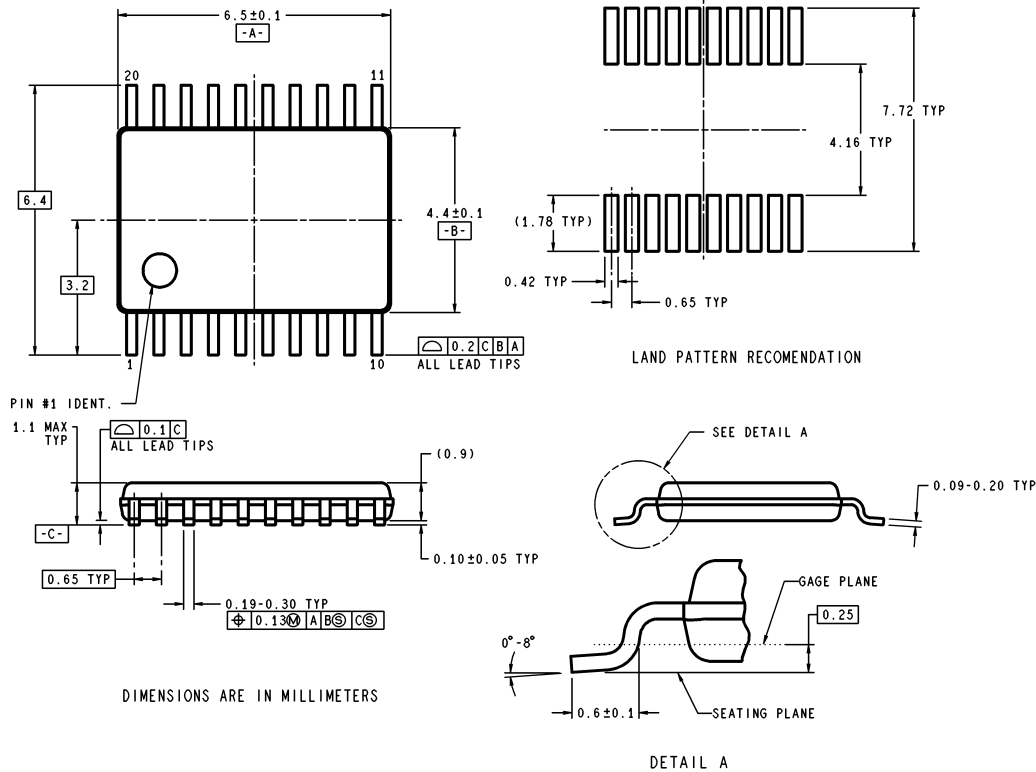 6.5±0.1
-A-
20
11
6.4
3.2
4.4±0.1
-B-
1
10
0.2 C B A
ALL LEAD TIPS
PIN #1 IDENT.
7.72 TYP
4.16 TYP
(1.78 TYP)
0.42 TYP
0.65 TYP
LAND PATTERN RECOMENDATION
1.1 MAX
TYP
0.1 C
ALL LEAD TIPS
(0.9)
-C-
0.10±0.05 TYP
0.65 TYP
0.19-0.30 TYP
⌖ 0.13Ⓜ A BⓈ CⓈ
DIMENSIONS ARE IN MILLIMETERS
SEE DETAIL A
0.09-0.20 TYP
GAGE PLANE
0.25
0°-8°
0.6±0.1
SEATING PLANE
DETAIL A